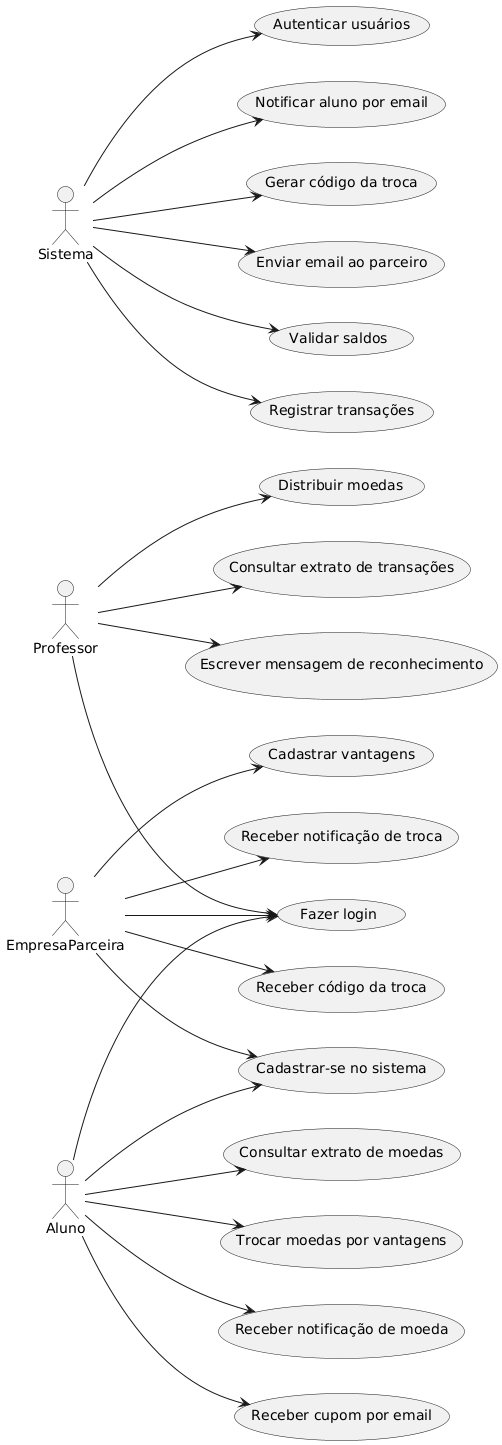 Autenticar usuários
Notificar aluno por email
Gerar código da troca
Sistema
Enviar email ao parceiro
Validar saldos
Registrar transações
Distribuir moedas
Consultar extrato de transações
Professor
Escrever mensagem de reconhecimento
Cadastrar vantagens
Receber notificação de troca
Fazer login
EmpresaParceira
Receber código da troca
Cadastrar-se no sistema
Consultar extrato de moedas
Aluno
Trocar moedas por vantagens
Receber notificação de moeda
Receber cupom por email